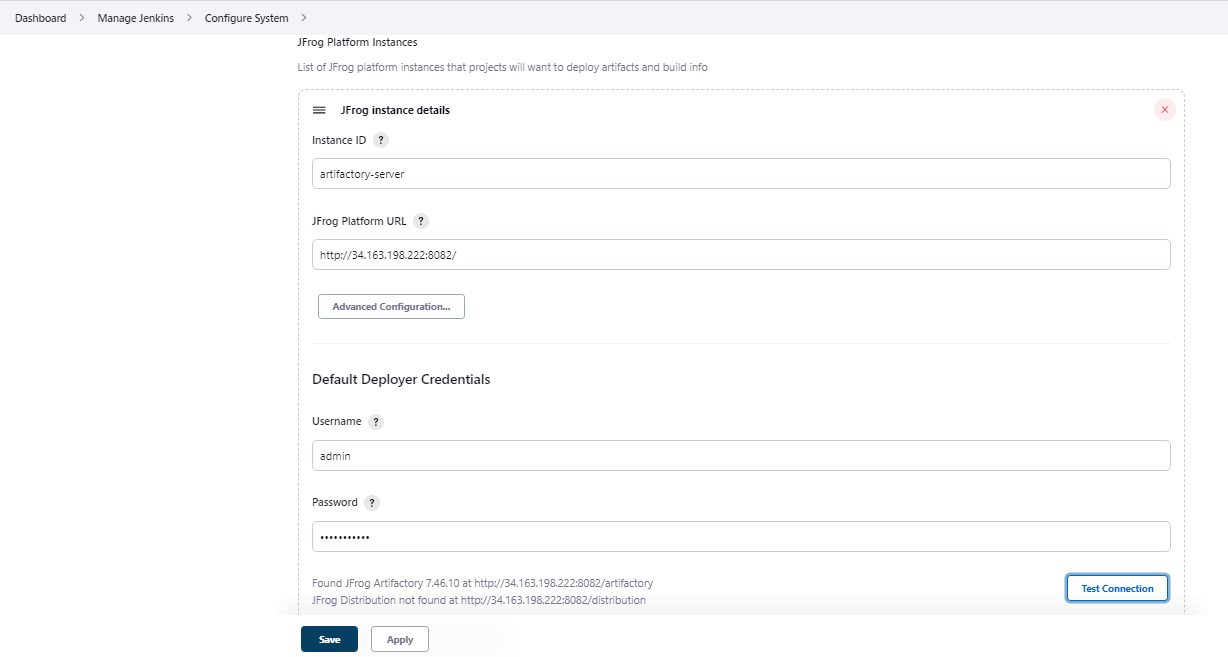 Dashboard > Manage Jenkins > Configure System >
JFrog Platform Instances
List of JFrog platform instances that projects will want to deploy artifacts and build info
JFrog instance details
Instance ID ?
artifactory-server
JFrog Platform URL ?
http://34.163.198.222:8082/
Advanced Configuration...
Default Deployer Credentials
Username ?
admin
Password ?
•••••••••••
Found JFrog Artifactory 7.46.10 at http://34.163.198.222:8082/artifactory
JFrog Distribution not found at http://34.163.198.222:8082/distribution
Test Connection
Save Apply